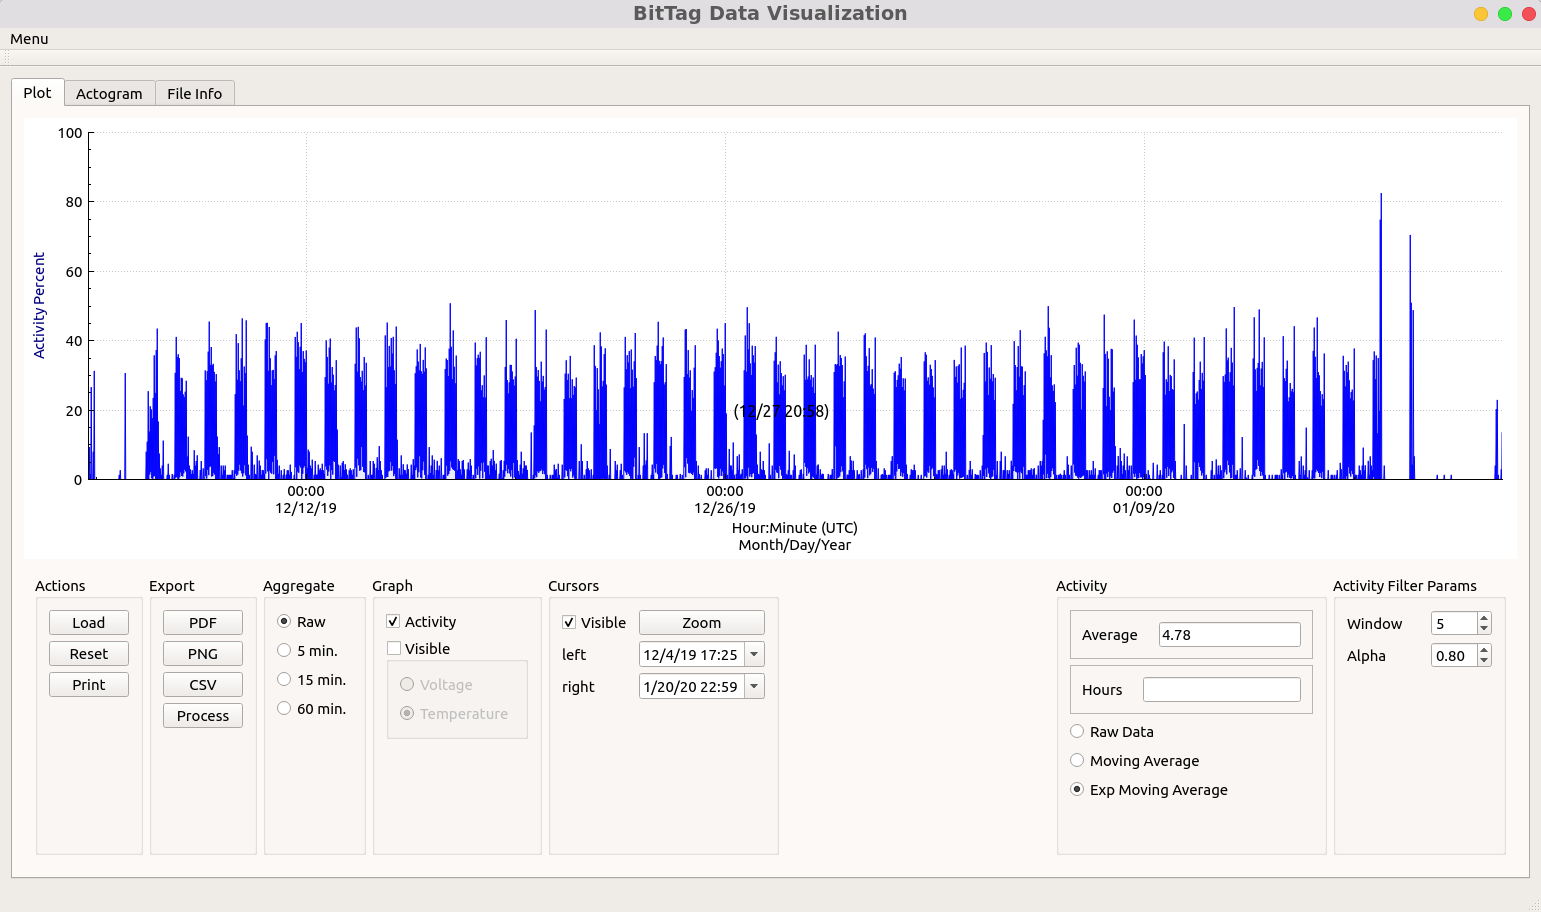 BitTag Data Visualization
Menu
Plot Actogram File Info
100
80
60
40
20
0
Activity Percent
(12/27 20:58)
00:00 00:00 00:00
12/12/19 12/26/19 01/09/20
Hour:Minute (UTC)
Month/Day/Year
Actions
Load
Reset
Print
Export
PDF
PNG
CSV
Process
Aggregate
Raw
5 min.
15 min.
60 min.
Graph
Activity
Visible
Voltage
Temperature
Cursors
Visible Zoom
left 12/4/19 17:25
right 1/20/20 22:59
Activity
Average 4.78
Hours
Raw Data
Moving Average
Exp Moving Average
Activity Filter Params
Window 5
Alpha 0.80